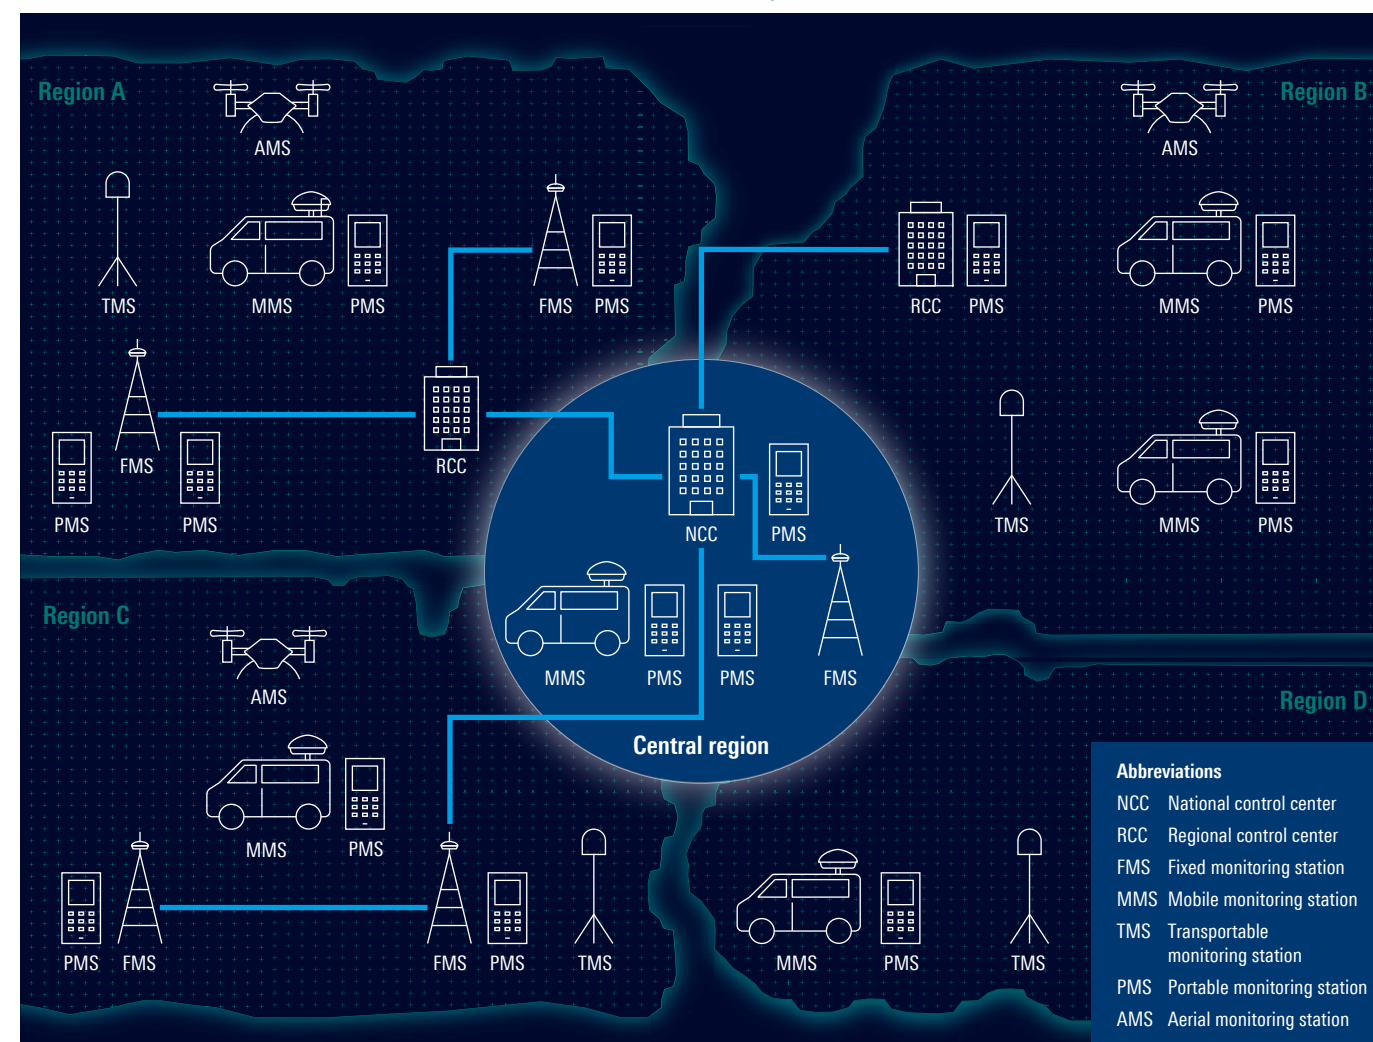 Region A
AMS
TMS
MMS
PMS
FMS
PMS
FMS
PMS
PMS
RCC
Region B
AMS
RCC
PMS
MMS
PMS
TMS
MMS
PMS
NCC
PMS
MMS
PMS
PMS
FMS
Central region
Region C
AMS
MMS
PMS
PMS
FMS
FMS
PMS
TMS
Region D
MMS
PMS
TMS
Abbreviations
NCC National control center
RCC Regional control center
FMS Fixed monitoring station
MMS Mobile monitoring station
TMS Transportable
monitoring station
PMS Portable monitoring station
AMS Aerial monitoring station